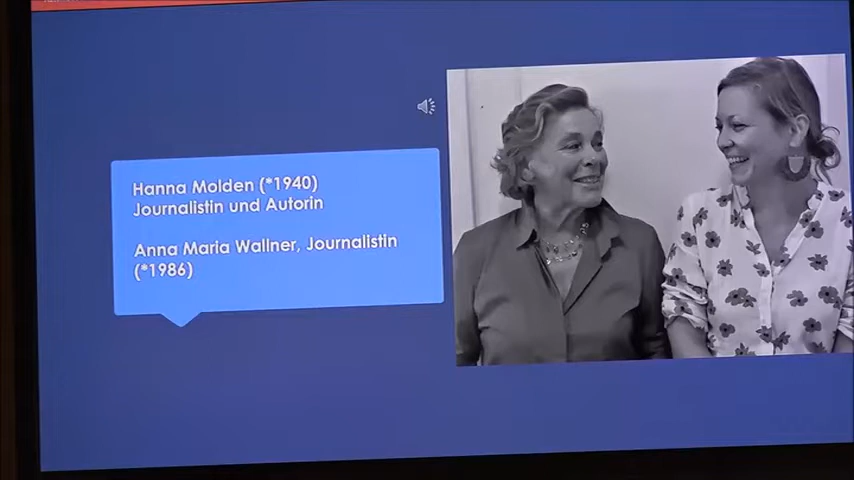 Hanna Molden (*1940)
Journalistin und Autorin
Anna Maria Wallner, Journalistin
(*1986)